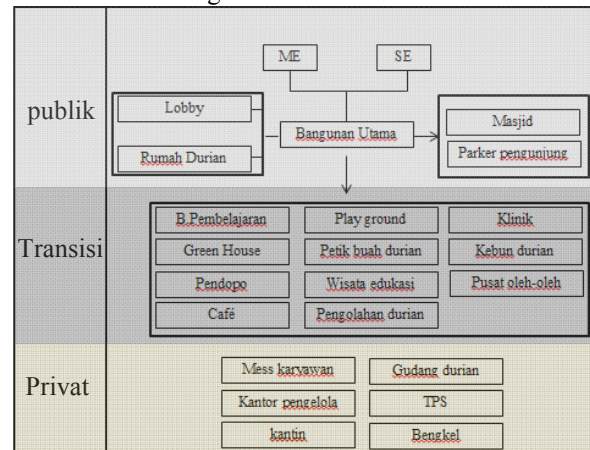 ME
SE
publik
Lobby
Rumah Durian
Bangunan Utama
Masjid
Parker pengunjung
Transisi
B.Pembelajaran
Play ground
Klinik
Green House
Petik buah durian
Kebun durian
Pendopo
Wisata edukasi
Pusat oleh-oleh
Café
Pengolahan durian
Privat
Mess karyawan
Gudang durian
Kantor pengelola
TPS
kantin
Bengkel